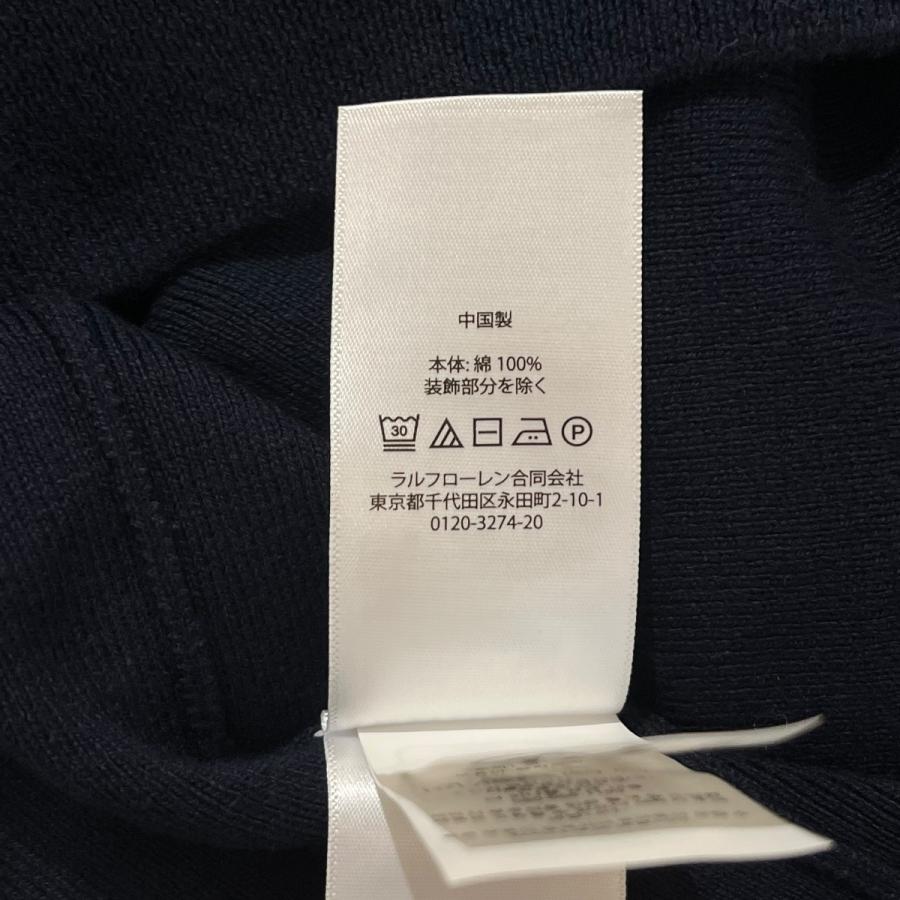 中国製
本体: 綿 100%
装飾部分を除く
30 P
ラルフローレン合同会社
東京都千代田区永田町2-10-1
0120-3274-20